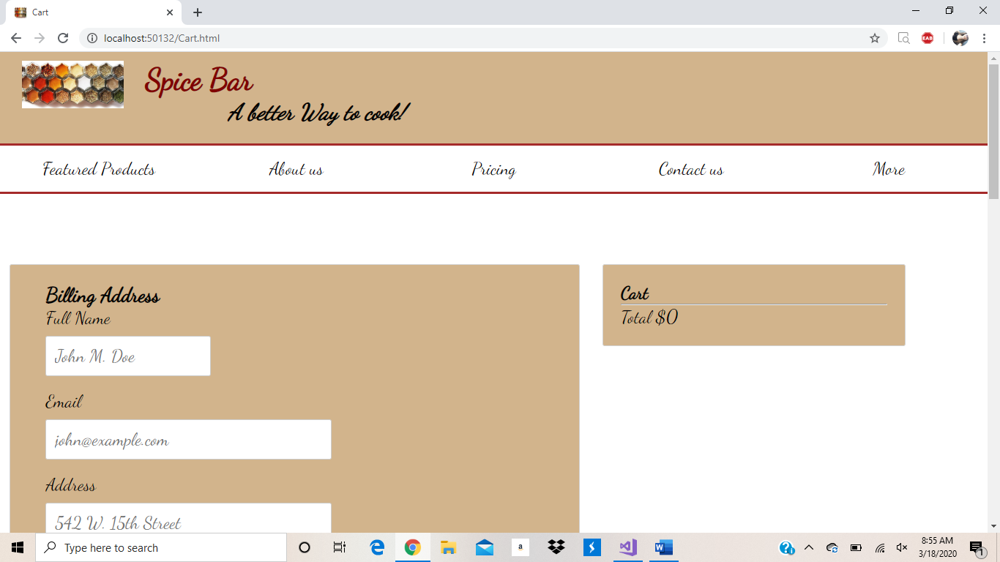 Cart
localhost:50132/Cart.html
EAB
Spice Bar
A better Way to cook!
Featured Products About us Pricing Contact us More
Billing Address
Full Name
John M. Doe
Email
john@example.com
Address
542 W. 15th Street
Cart
Total $0
Type here to search
a
8:55 AM
3/18/2020
1